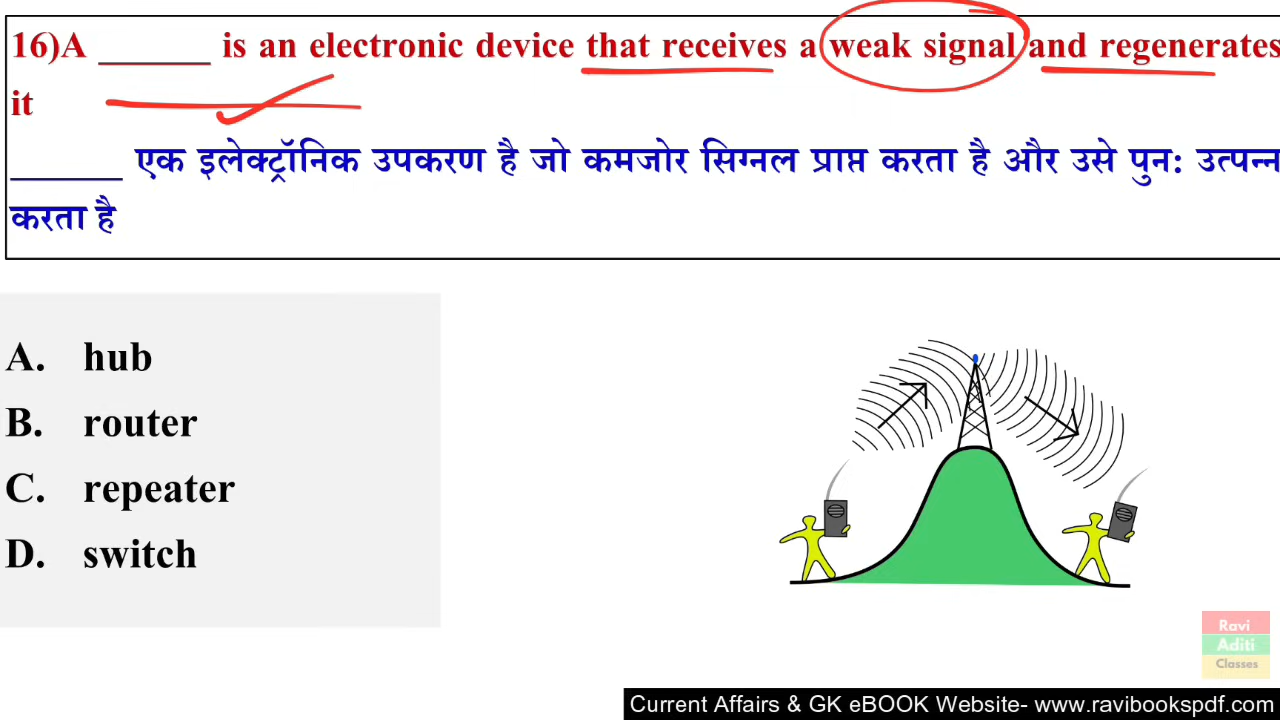 16)A ______ is an electronic device that receives a weak signal and regenerates
it
______ एक इलेक्ट्रॉनिक उपकरण है जो कमजोर सिग्नल प्राप्त करता है और उसे पुन: उत्पन्न
करता है
A. hub
B. router
C. repeater
D. switch
Ravi
Aditi
Classes
Current Affairs & GK eBOOK Website- www.ravibookspdf.com